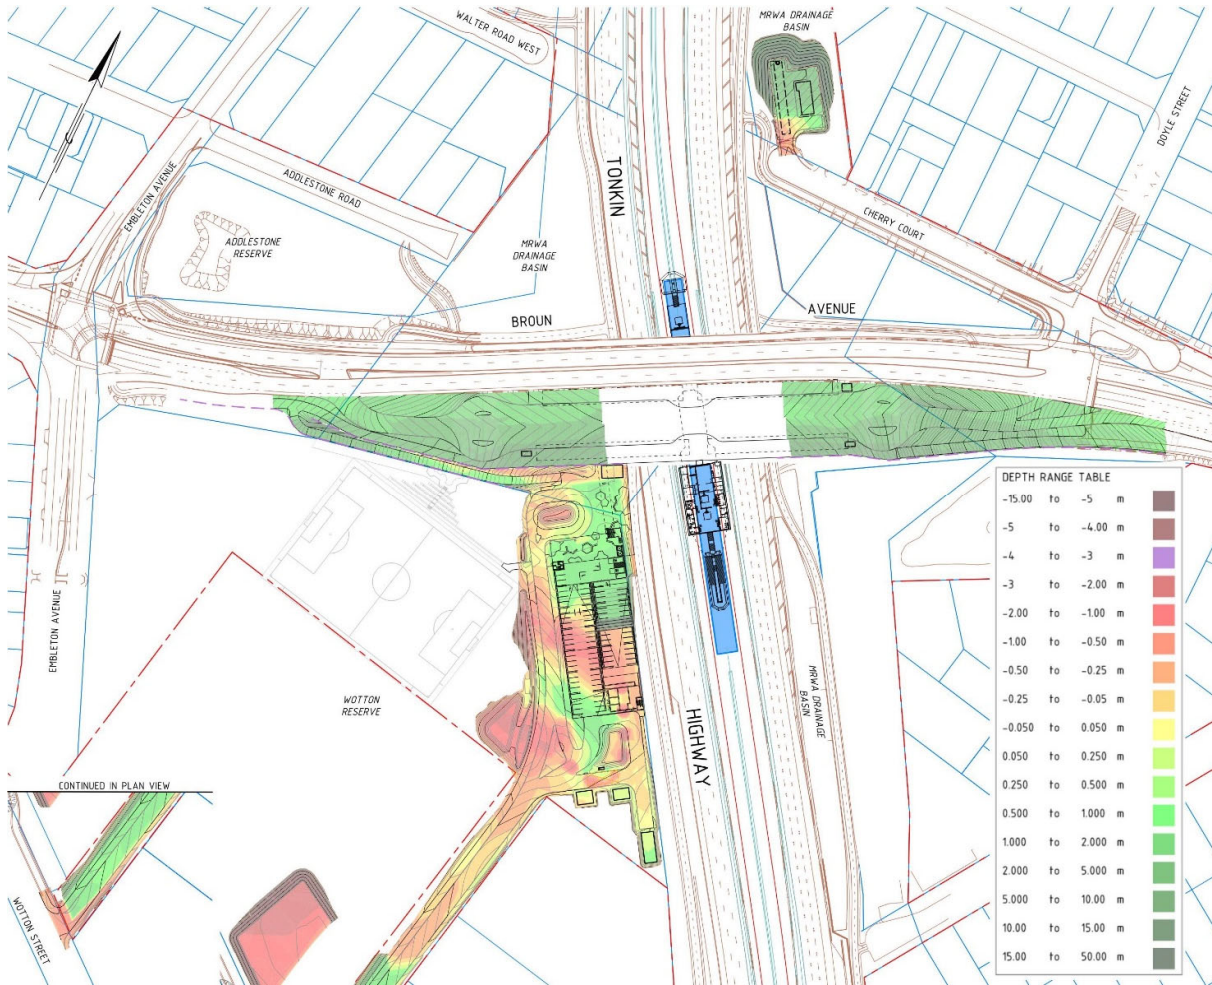 WALTER ROAD WEST
MRWA DRAINAGE
BASIN
DOYLE STREET
EMBLETON AVENUE
ADDLESTONE ROAD
TONKIN
CHERRY COURT
ADDLESTONE
RESERVE
MRWA
DRAINAGE
BASIN
BROUN
AVENUE
DEPTH RANGE TABLE
-15.00 to -5 m
-5 to -4.00 m
-4 to -3 m
-3 to -2.00 m
-2.00 to -1.00 m
-1.00 to -0.50 m
-0.50 to -0.25 m
-0.25 to -0.05 m
-0.050 to 0.050 m
0.050 to 0.250 m
0.250 to 0.500 m
0.500 to 1.000 m
1.000 to 2.000 m
2.000 to 5.000 m
5.000 to 10.00 m
10.00 to 15.00 m
15.00 to 50.00 m
EMBLETON AVENUE
WOTTON
RESERVE
HIGHWAY
MRWA DRAINAGE
BASIN
CONTINUED IN PLAN VIEW
WOTTON STREET